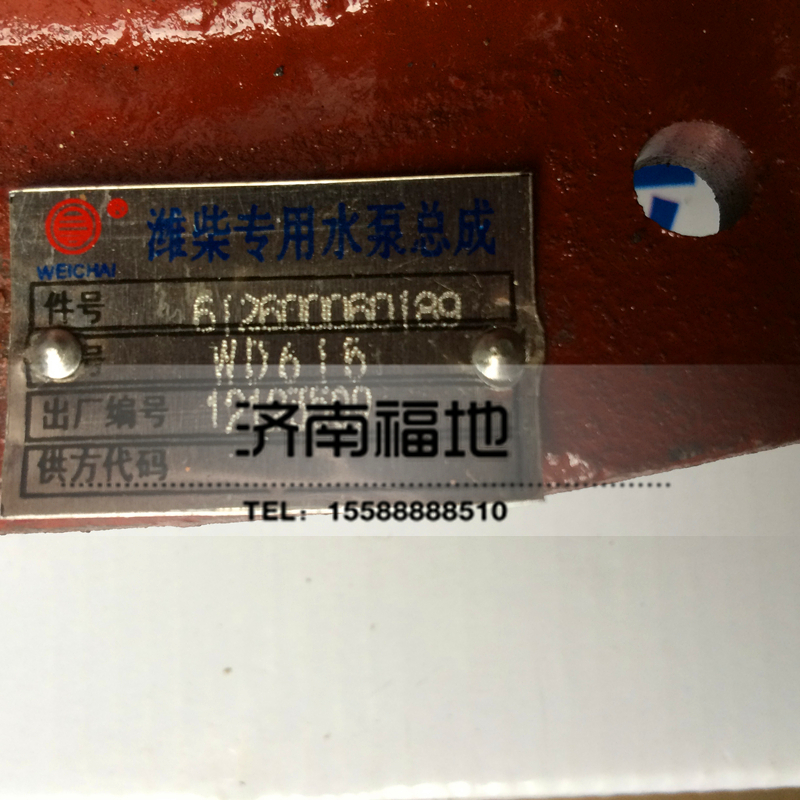 潍柴专用水泵总成
WEICHAI
件号 612600060189
号 WD615
出厂编号
供方代码
济南福地
TEL: 15588888510